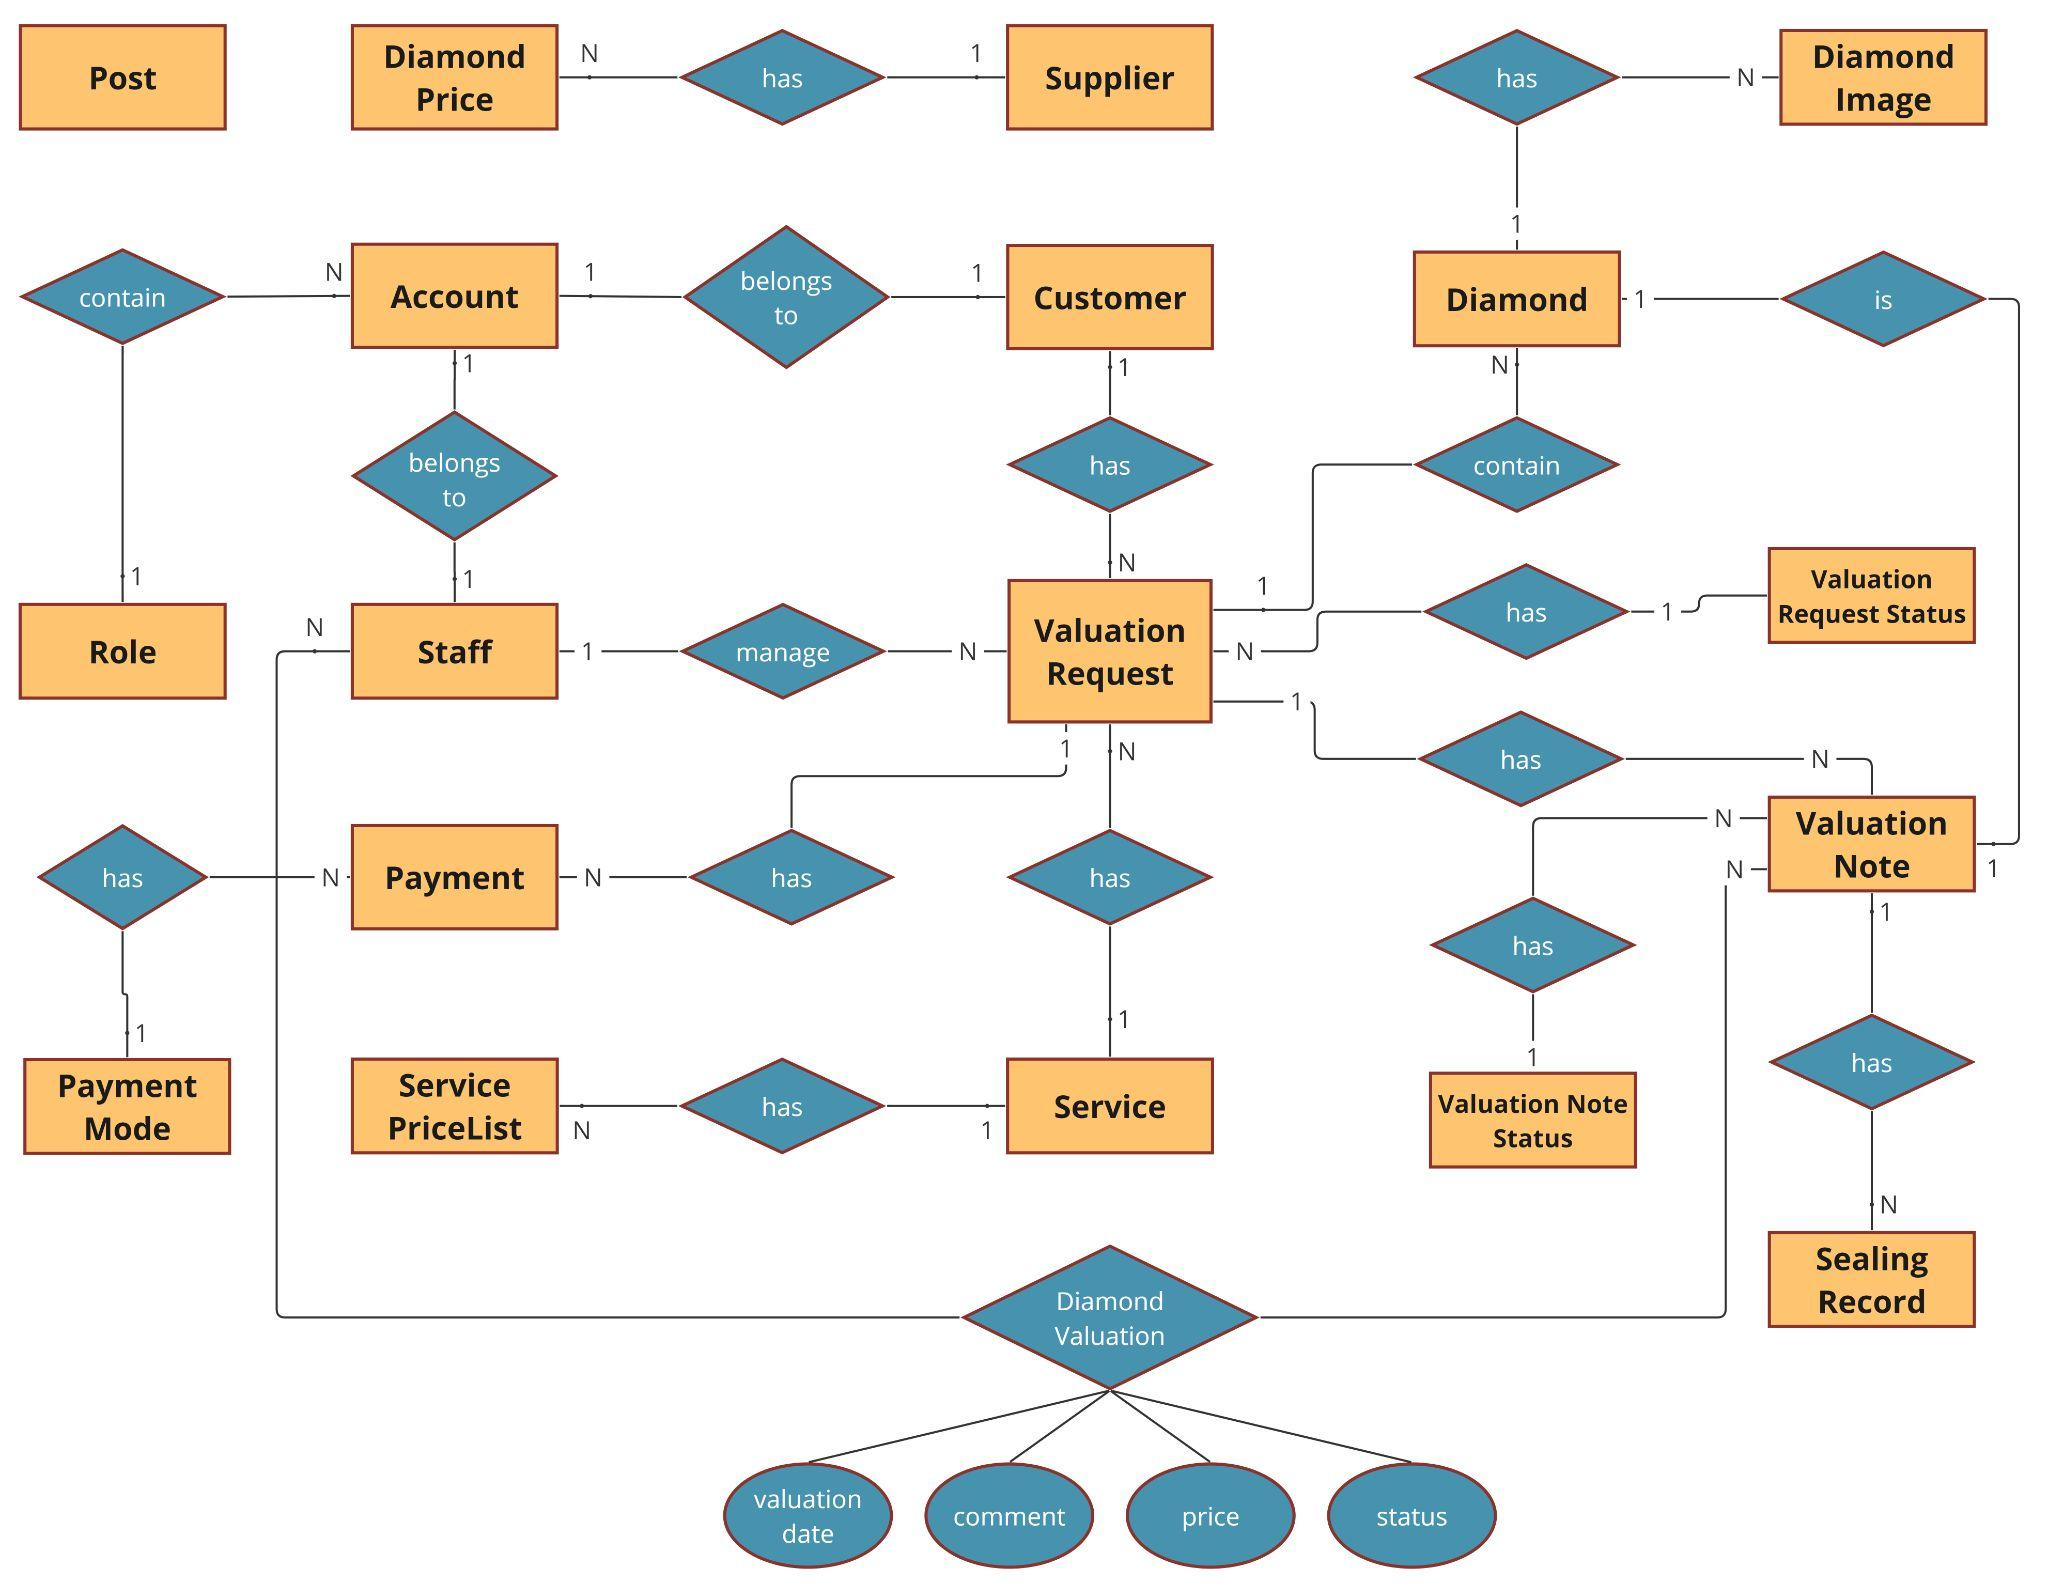 Post
Diamond
Price
N
has
1
Supplier
has
N
Diamond
Image
1
contain
N
Account
1
belongs
to
1
Customer
Diamond
1
is
1
1
N
belongs
to
has
contain
1
1
N
1
Role
N
Staff
1
manage
N
Valuation
Request
N
has
1
Valuation
Request Status
1
1
N
has
N
has
N
Payment
N
has
has
N
N
Valuation
Note
1
1
has
1
1
1
has
Payment
Mode
Service
PriceList
N
has
1
Service
Valuation Note
Status
N
Sealing
Record
Diamond
Valuation
valuation
date
comment
price
status